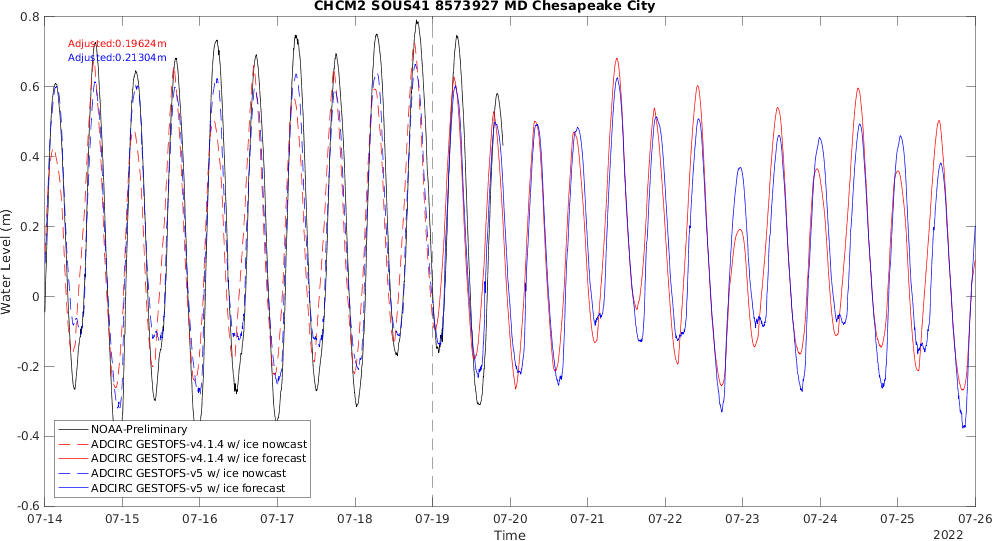 CHCM2 SOUS41 8573927 MD Chesapeake City
Adjusted:0.19624m
Adjusted:0.21304m
0.8
0.6
0.4
0.2
0
-0.2
-0.4
-0.6
Water Level (m)
NOAA-Preliminary
ADCIRC GESTOFS-v4.1.4 w/ ice nowcast
ADCIRC GESTOFS-v4.1.4 w/ ice forecast
ADCIRC GESTOFS-v5 w/ ice nowcast
ADCIRC GESTOFS-v5 w/ ice forecast
07-14 07-15 07-16 07-17 07-18 07-19 07-20 07-21 07-22 07-23 07-24 07-25 07-26
Time
2022